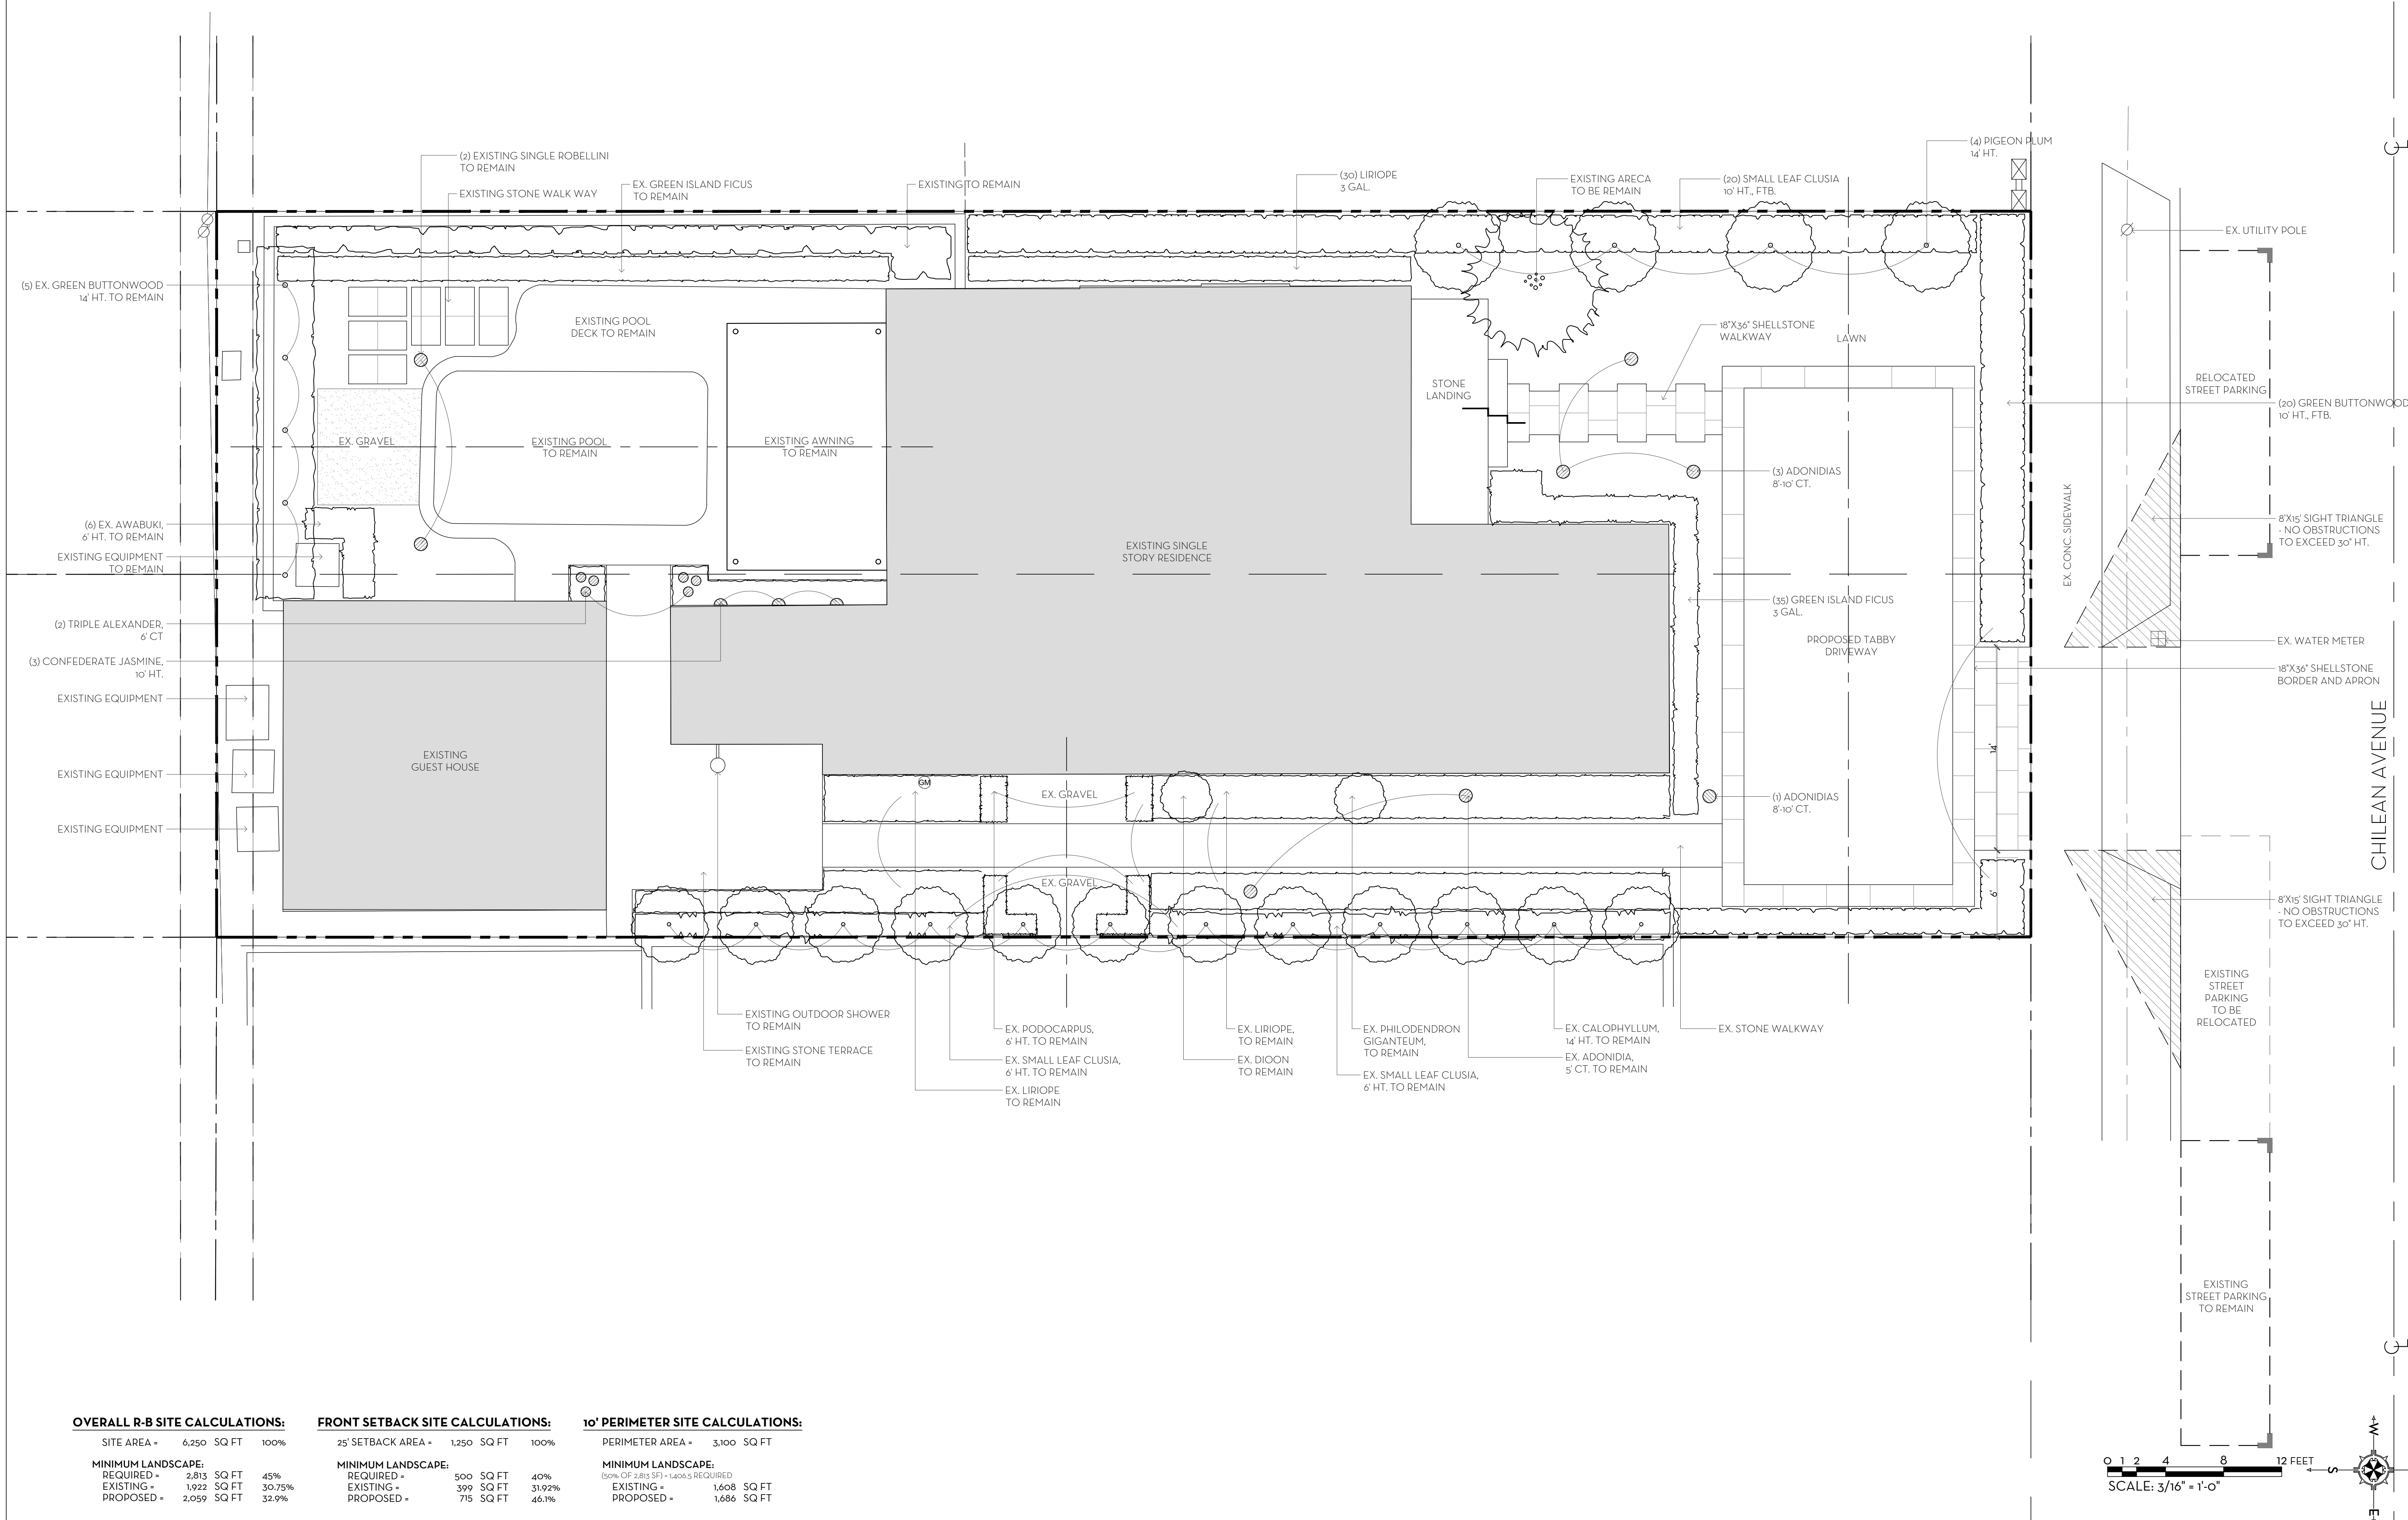 (2) EXISTING SINGLE ROBELLINI
TO REMAIN
EXISTING STONE WALK WAY
EX. GREEN ISLAND FICUS
TO REMAIN
EXISTING TO REMAIN
(30) LIRIOPE
3 GAL.
EXISTING ARECA
TO BE REMAIN
(20) SMALL LEAF CLUSIA
10' HT., FTB.
(4) PIGEON PLUM
14' HT.
EX. UTILITY POLE
(5) EX. GREEN BUTTONWOOD
14' HT. TO REMAIN
EXISTING POOL
DECK TO REMAIN
18"X36" SHELLSTONE
WALKWAY
LAWN
STONE
LANDING
RELOCATED
STREET PARKING
(20) GREEN BUTTONWOOD
10' HT., FTB.
EX. GRAVEL
EXISTING POOL
TO REMAIN
EXISTING AWNING
TO REMAIN
(3) ADONIDIAS
8'-10' CT.
EX. CONC. SIDEWALK
(6) EX. AWABUKI,
6' HT. TO REMAIN
EXISTING EQUIPMENT
TO REMAIN
EXISTING SINGLE
STORY RESIDENCE
8'X15' SIGHT TRIANGLE
- NO OBSTRUCTIONS
TO EXCEED 30" HT.
(2) TRIPLE ALEXANDER,
6' CT
(35) GREEN ISLAND FICUS
3 GAL.
(3) CONFEDERATE JASMINE,
10' HT.
PROPOSED TABBY
DRIVEWAY
EX. WATER METER
18"X36" SHELLSTONE
BORDER AND APRON
EXISTING EQUIPMENT
EXISTING
GUEST HOUSE
EXISTING EQUIPMENT
EXISTING EQUIPMENT
GM
EX. GRAVEL
(1) ADONIDIAS
8'-10' CT.
14'
CHILEAN AVENUE
EX. GRAVEL
6'
8'X15' SIGHT TRIANGLE
- NO OBSTRUCTIONS
TO EXCEED 30" HT.
EXISTING
STREET
PARKING
TO BE
RELOCATED
EXISTING OUTDOOR SHOWER
TO REMAIN
EXISTING STONE TERRACE
TO REMAIN
EX. PODOCARPUS,
6' HT. TO REMAIN
EX. SMALL LEAF CLUSIA,
6' HT. TO REMAIN
EX. LIRIOPE
TO REMAIN
EX. LIRIOPE,
TO REMAIN
EX. DIOON
TO REMAIN
EX. PHILODENDRON
GIGANTEUM,
TO REMAIN
EX. SMALL LEAF CLUSIA,
6' HT. TO REMAIN
EX. CALOPHYLLUM,
14' HT. TO REMAIN
EX. ADONIDIA,
5' CT. TO REMAIN
EX. STONE WALKWAY
EXISTING
STREET PARKING
TO REMAIN
OVERALL R-B SITE CALCULATIONS:
SITE AREA = 6,250 SQ FT 100%
MINIMUM LANDSCAPE:
REQUIRED = 2,813 SQ FT 45%
EXISTING = 1,922 SQ FT 30.75%
PROPOSED = 2,059 SQ FT 32.9%
FRONT SETBACK SITE CALCULATIONS:
25' SETBACK AREA = 1,250 SQ FT 100%
MINIMUM LANDSCAPE:
REQUIRED = 500 SQ FT 40%
EXISTING = 399 SQ FT 31.92%
PROPOSED = 715 SQ FT 46.1%
10' PERIMETER SITE CALCULATIONS:
PERIMETER AREA = 3,100 SQ FT
MINIMUM LANDSCAPE:
(50% OF 2,813 SF) = 1,406.5 REQUIRED
EXISTING = 1,608 SQ FT
PROPOSED = 1,686 SQ FT
0 1 2 4 8 12 FEET
SCALE: 3/16" = 1'-0"
W
S
E